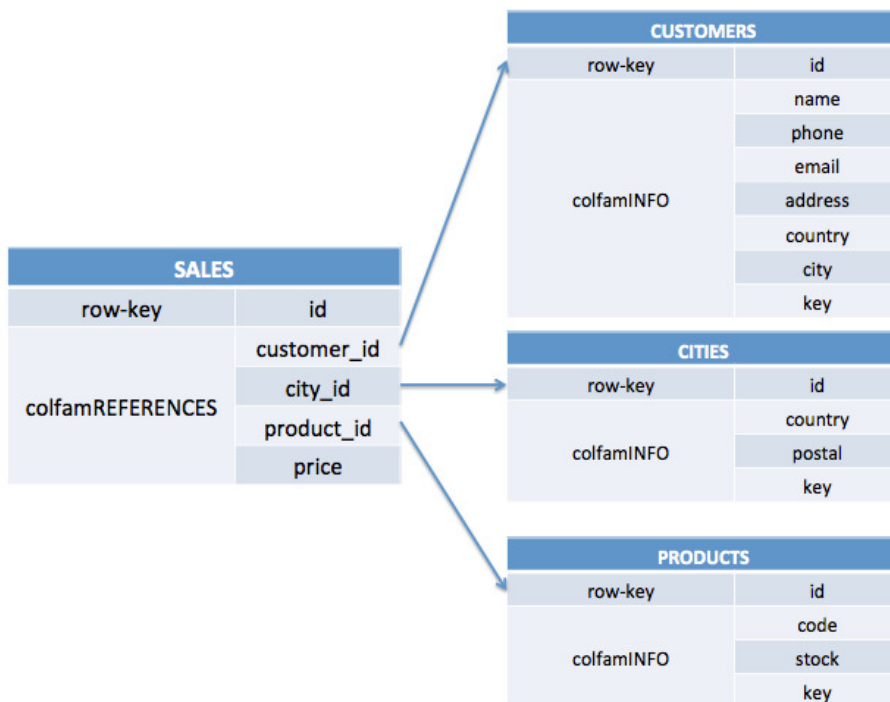 SALES
row-key id
colfamREFERENCES
customer_id
city_id
product_id
price
CUSTOMERS
row-key id
colfamINFO
name
phone
email
address
country
city
key
CITIES
row-key id
colfamINFO
country
postal
key
PRODUCTS
row-key id
colfamINFO
code
stock
key